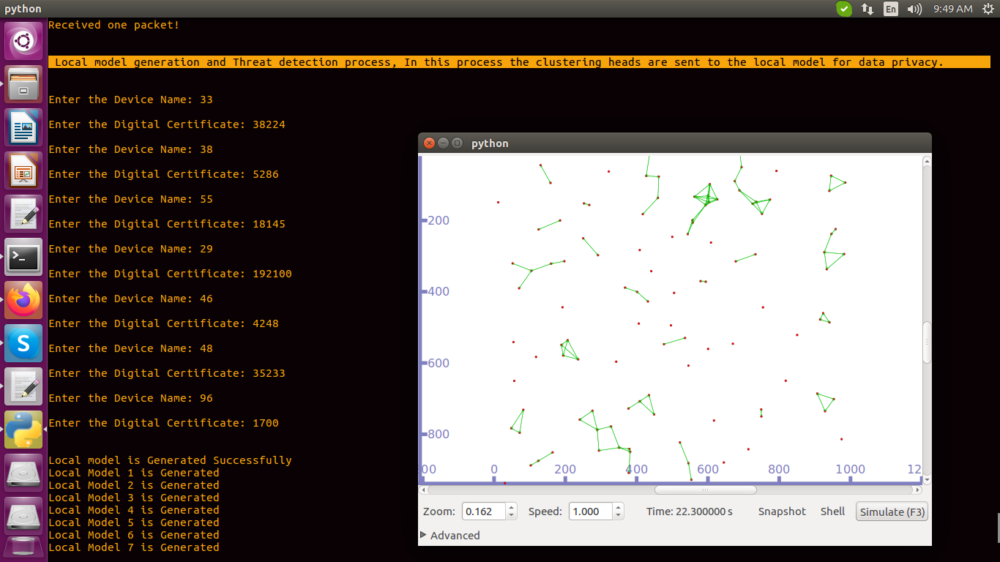 python
En
9:49 AM
Received one packet!
Local model generation and Threat detection process, In this process the clustering heads are sent to the local model for data privacy.
Enter the Device Name: 33
Enter the Digital Certificate: 38224
Enter the Device Name: 38
Enter the Digital Certificate: 5286
Enter the Device Name: 55
Enter the Digital Certificate: 18145
Enter the Device Name: 29
Enter the Digital Certificate: 192100
Enter the Device Name: 46
Enter the Digital Certificate: 4248
Enter the Device Name: 48
Enter the Digital Certificate: 35233
Enter the Device Name: 96
Enter the Digital Certificate: 1700
Local model is Generated Successfully
Local Model 1 is Generated
Local Model 2 is Generated
Local Model 3 is Generated
Local Model 4 is Generated
Local Model 5 is Generated
Local Model 6 is Generated
Local Model 7 is Generated
python
200
400
600
800
00 0 200 400 600 800 1000 12
Zoom: 0.162 Speed: 1.000 Time: 22.300000 s Snapshot Shell Simulate (F3)
Advanced
>_
S